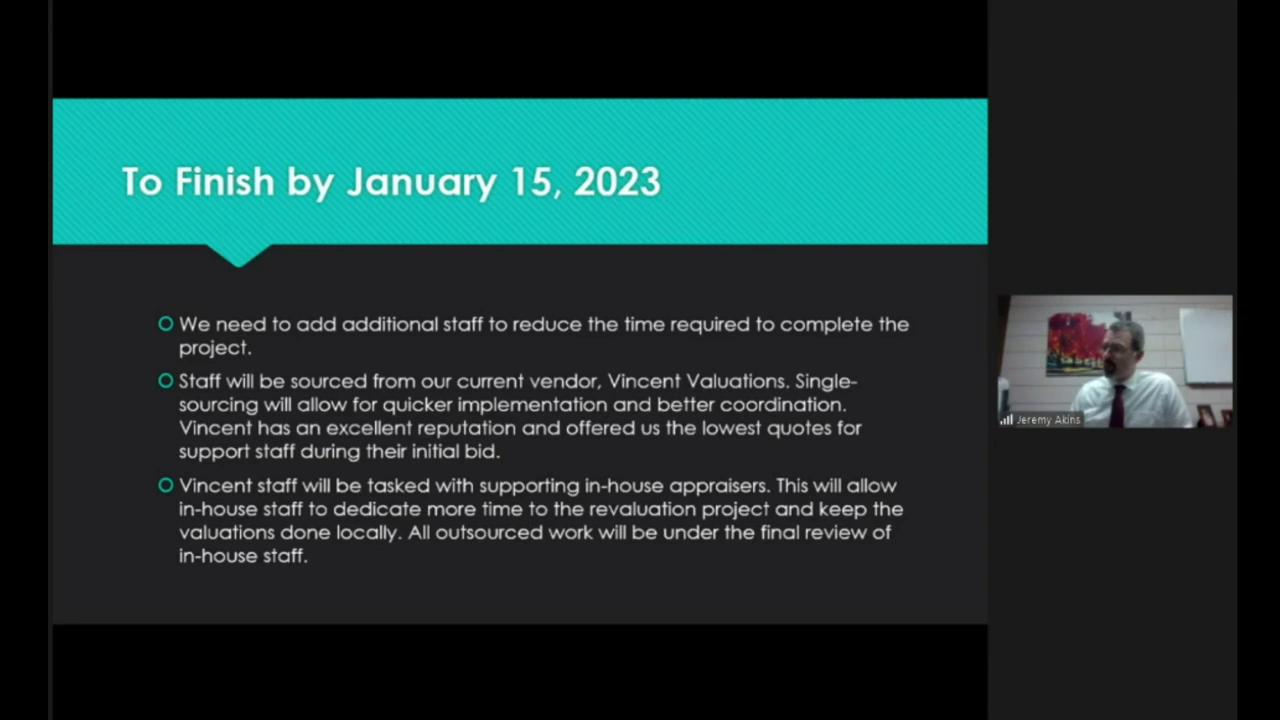 To Finish by January 15, 2023
We need to add additional staff to reduce the time required to complete the
project.
Staff will be sourced from our current vendor, Vincent Valuations. Single-
sourcing will allow for quicker implementation and better coordination.
Vincent has an excellent reputation and offered us the lowest quotes for
support staff during their initial bid.
Vincent staff will be tasked with supporting in-house appraisers. This will allow
in-house staff to dedicate more time to the revaluation project and keep the
valuations done locally. All outsourced work will be under the final review of
in-house staff.
Jeremy Akins